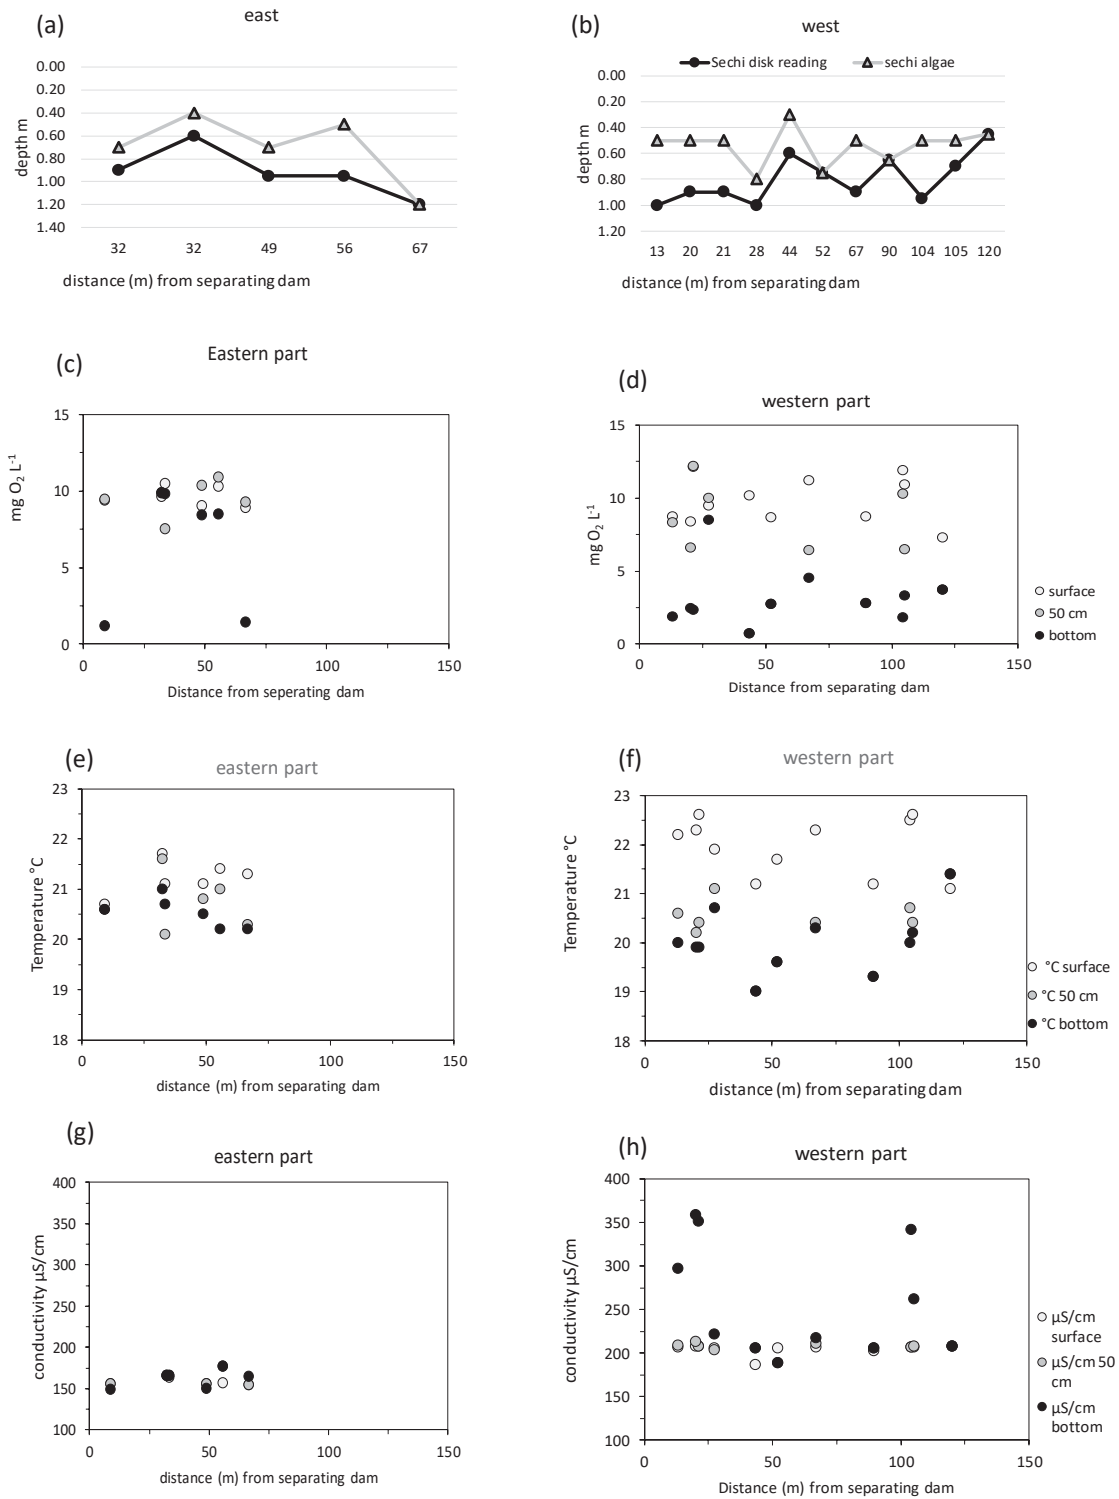 (a)
east
0.00
0.20
0.40
0.60
0.80
1.00
1.20
1.40
depth m
32 32 49 56 67
distance (m) from separating dam
(b)
west
Sechi disk reading sechi algae
0.00
0.20
0.40
0.60
0.80
1.00
1.20
depth m
13 20 21 28 44 52 67 90 104 105 120
distance (m) from separating dam
(c)
Eastern part
15
10
5
0
mg O₂ L⁻¹
0 50 100 150
Distance from seperating dam
(d)
western part
15
10
5
0
mg O₂ L⁻¹
0 50 100 150
Distance from separating dam
surface
50 cm
bottom
(e)
eastern part
23
22
21
20
19
18
Temperature °C
0 50 100 150
distance (m) from separating dam
(f)
western part
23
22
21
20
19
18
Temperature °C
0 50 100 150
distance (m) from separating dam
°C surface
°C 50 cm
°C bottom
(g)
eastern part
400
350
300
250
200
150
100
conductivity µS/cm
0 50 100 150
distance (m) from separating dam
(h)
western part
400
350
300
250
200
150
100
conductivity µS/cm
0 50 100 150
Distance (m) from separating dam
µS/cm
surface
µS/cm 50
cm
µS/cm
bottom